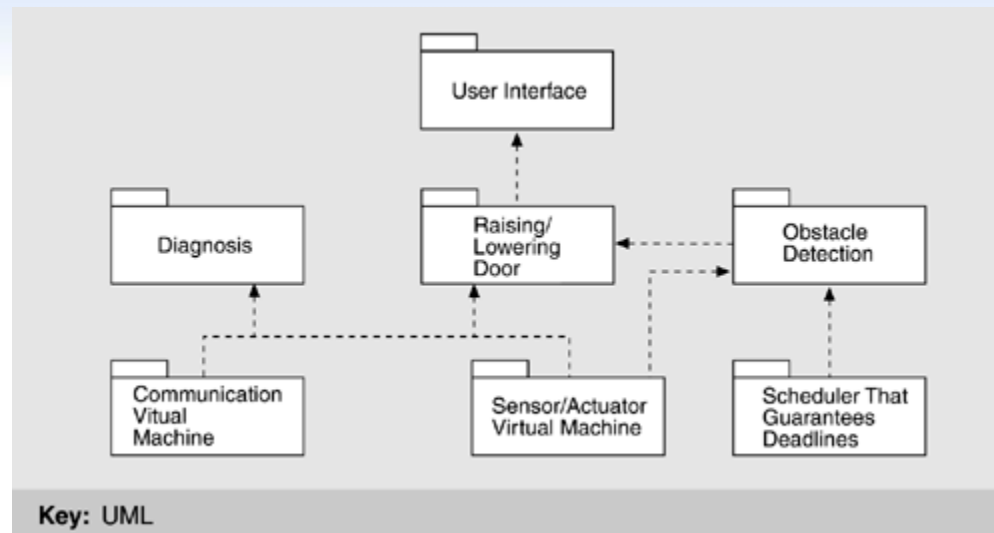 User Interface
Diagnosis
Raising/
Lowering
Door
Obstacle
Detection
Communication
Vitual
Machine
Sensor/Actuator
Virtual Machine
Scheduler That
Guarantees
Deadlines
Key: UML